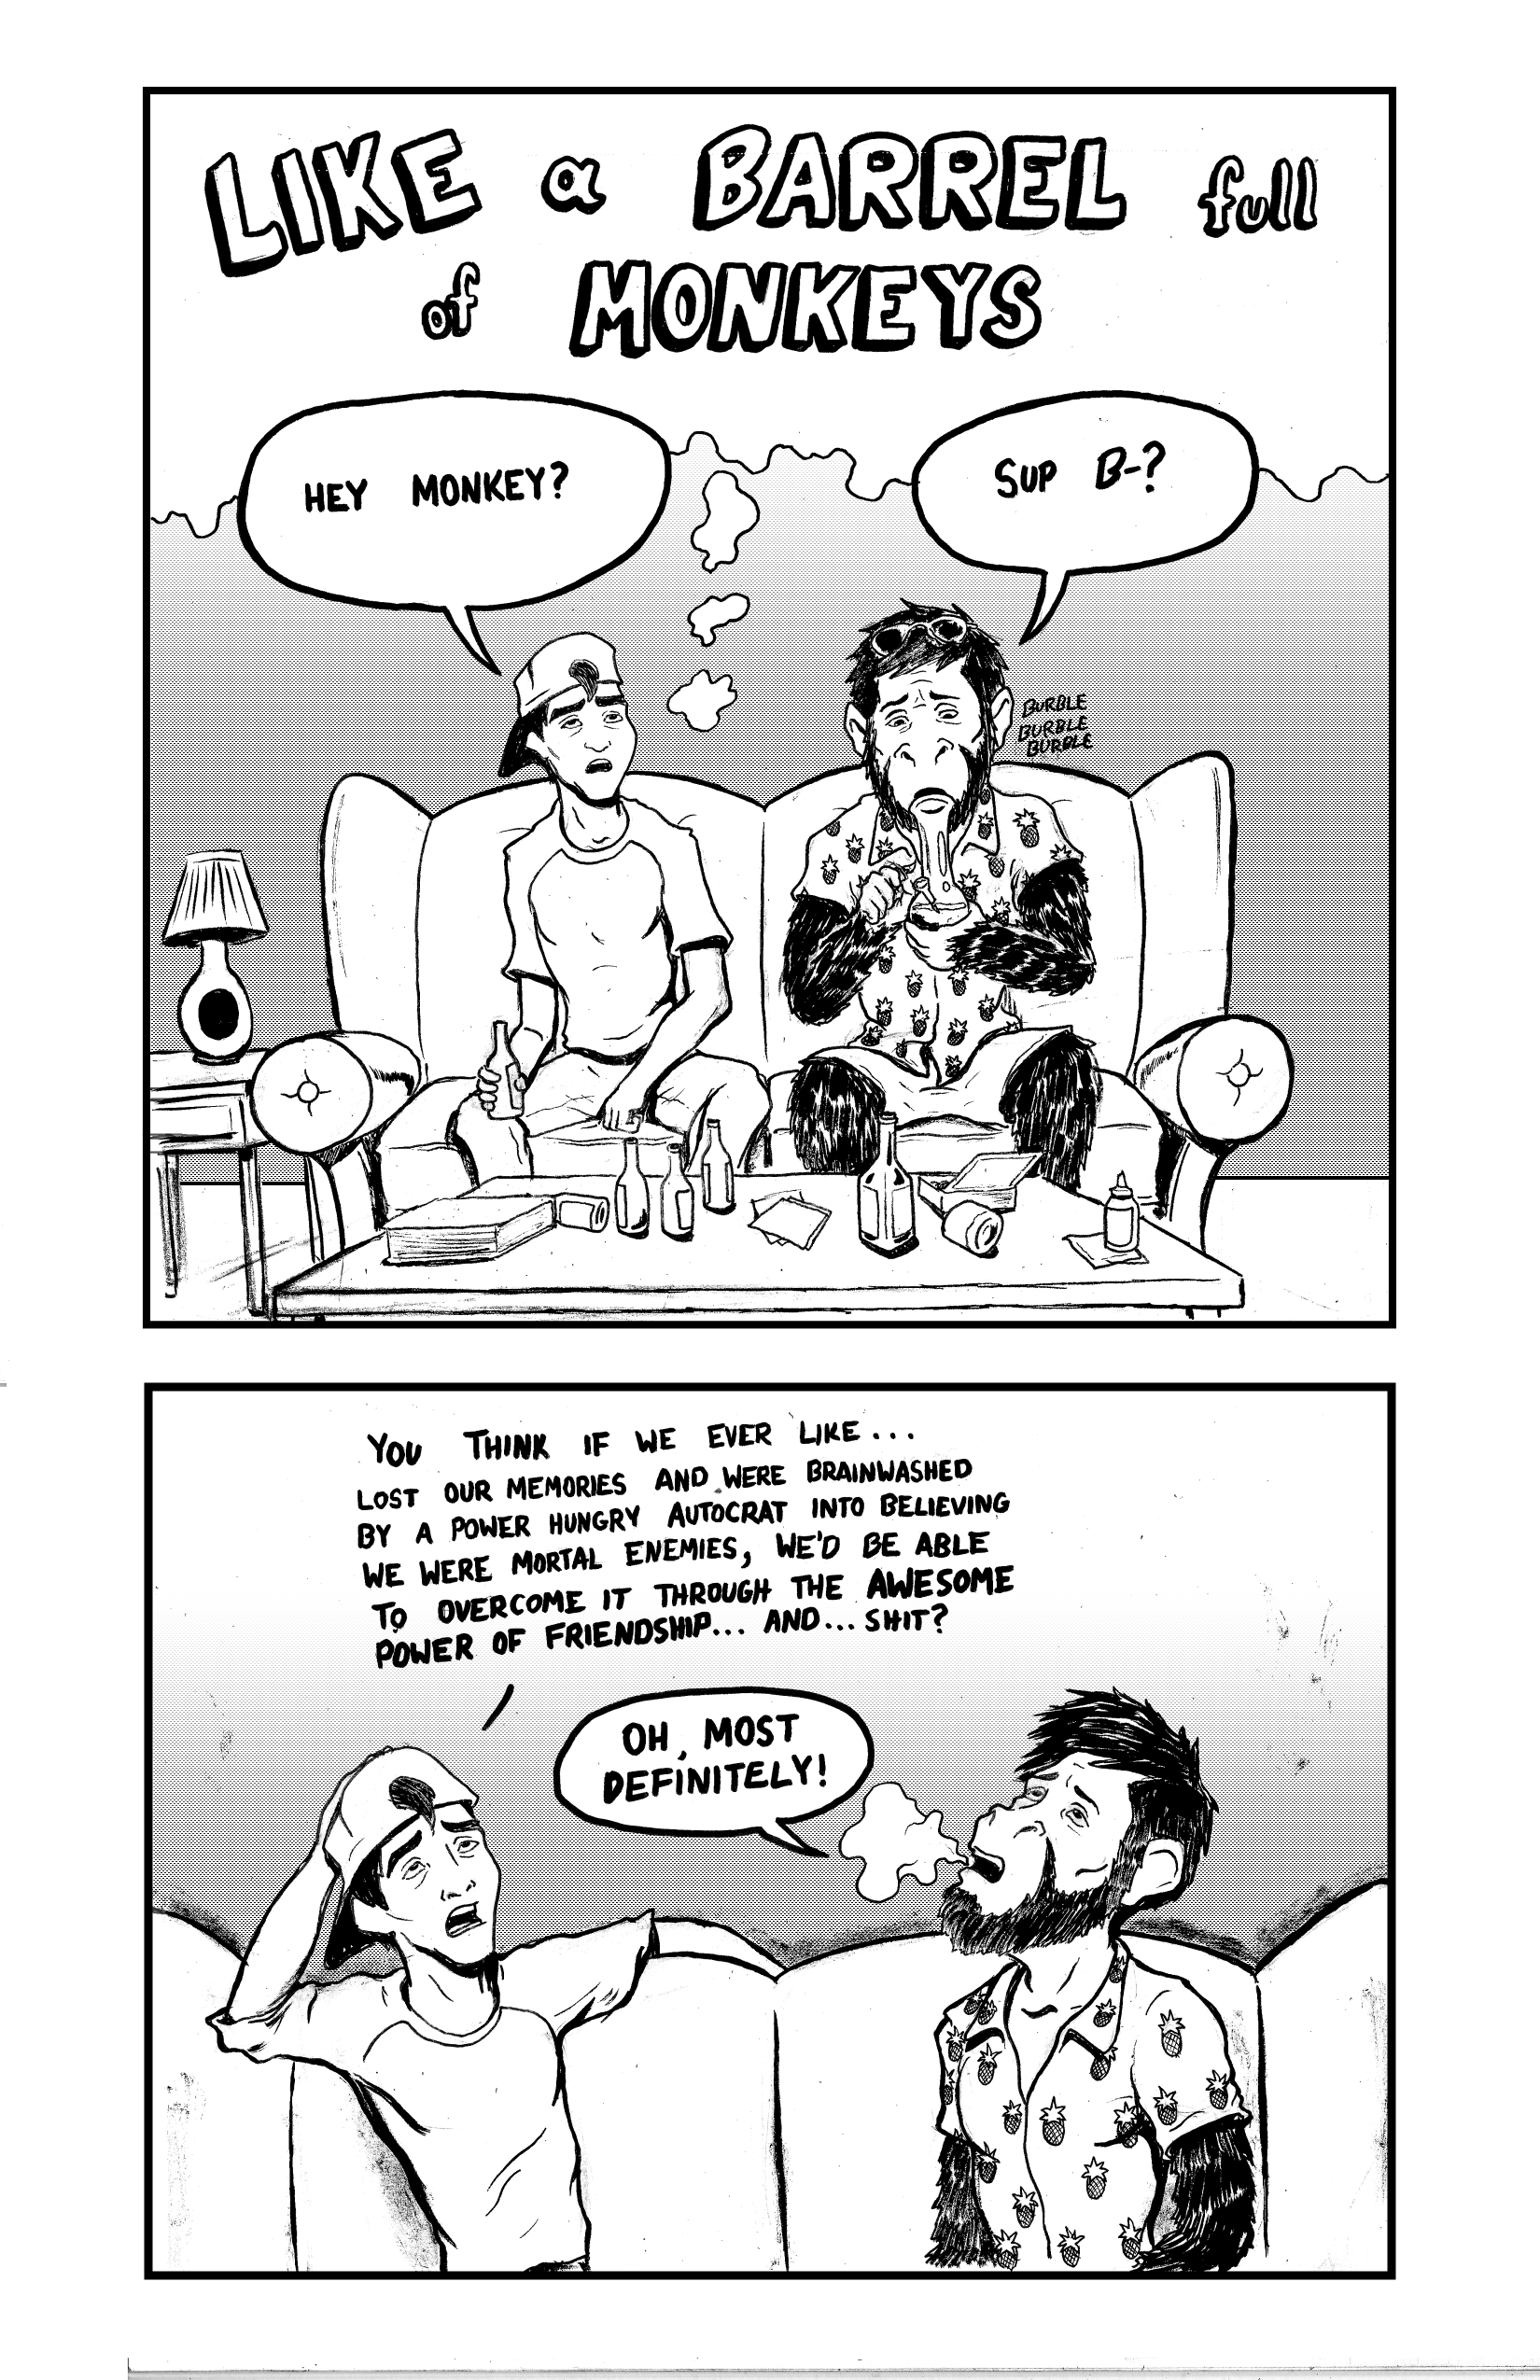 LIKE a BARREL full
of MONKEYS
HEY MONKEY?
SUP B-?
BURBLE
BURBLE
BURBLE
YOU THINK IF WE EVER LIKE...
LOST OUR MEMORIES AND WERE BRAINWASHED
BY A POWER HUNGRY AUTOCRAT INTO BELIEVING
WE WERE MORTAL ENEMIES, WE'D BE ABLE
TO OVERCOME IT THROUGH THE AWESOME
POWER OF FRIENDSHIP... AND... SHIT?
OH, MOST
DEFINITELY!